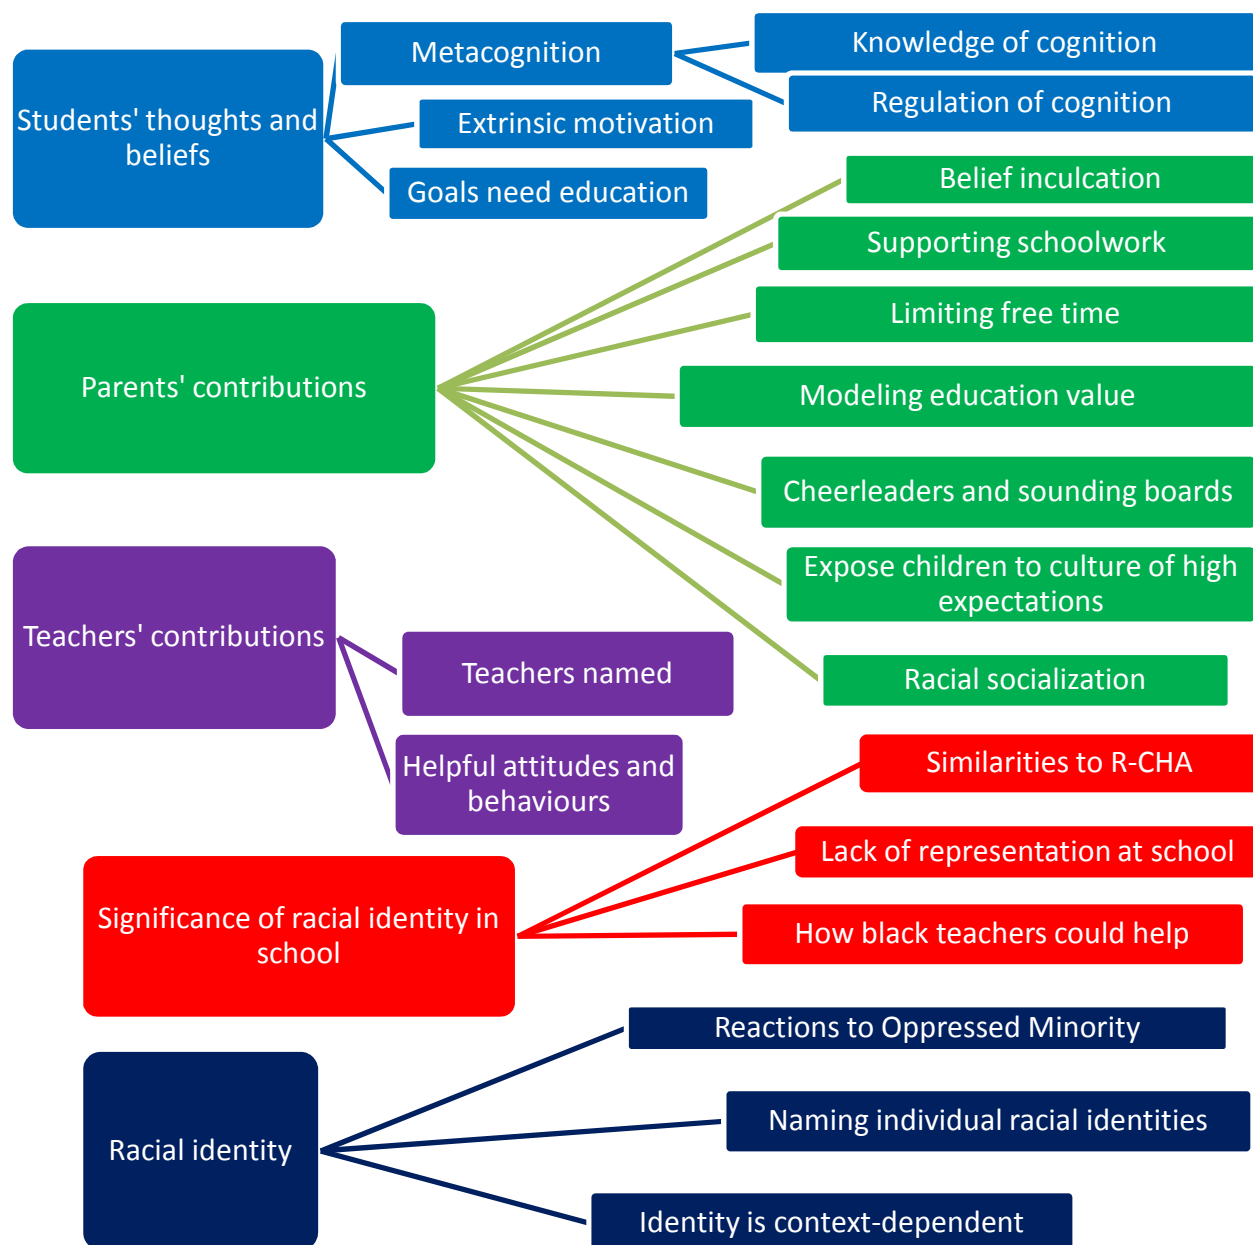 Students' thoughts and
beliefs
Metacognition
Knowledge of cognition
Regulation of cognition
Extrinsic motivation
Goals need education
Parents' contributions
Belief inculcation
Supporting schoolwork
Limiting free time
Modeling education value
Cheerleaders and sounding boards
Expose children to culture of high
expectations
Racial socialization
Teachers' contributions
Teachers named
Helpful attitudes and
behaviours
Significance of racial identity in
school
Similarities to R-CHA
Lack of representation at school
How black teachers could help
Racial identity
Reactions to Oppressed Minority
Naming individual racial identities
Identity is context-dependent